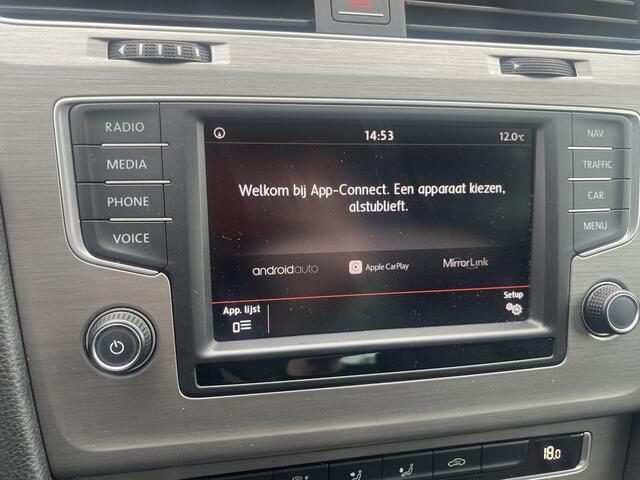 RADIO
MEDIA
PHONE
VOICE
14:53
12.0°C
Welkom bij App-Connect. Een apparaat kiezen,
alstublieft.
androidauto
Apple CarPlay
MirrorLink
App. lijst
Setup
NAV
TRAFFIC
CAR
MENU
18.0